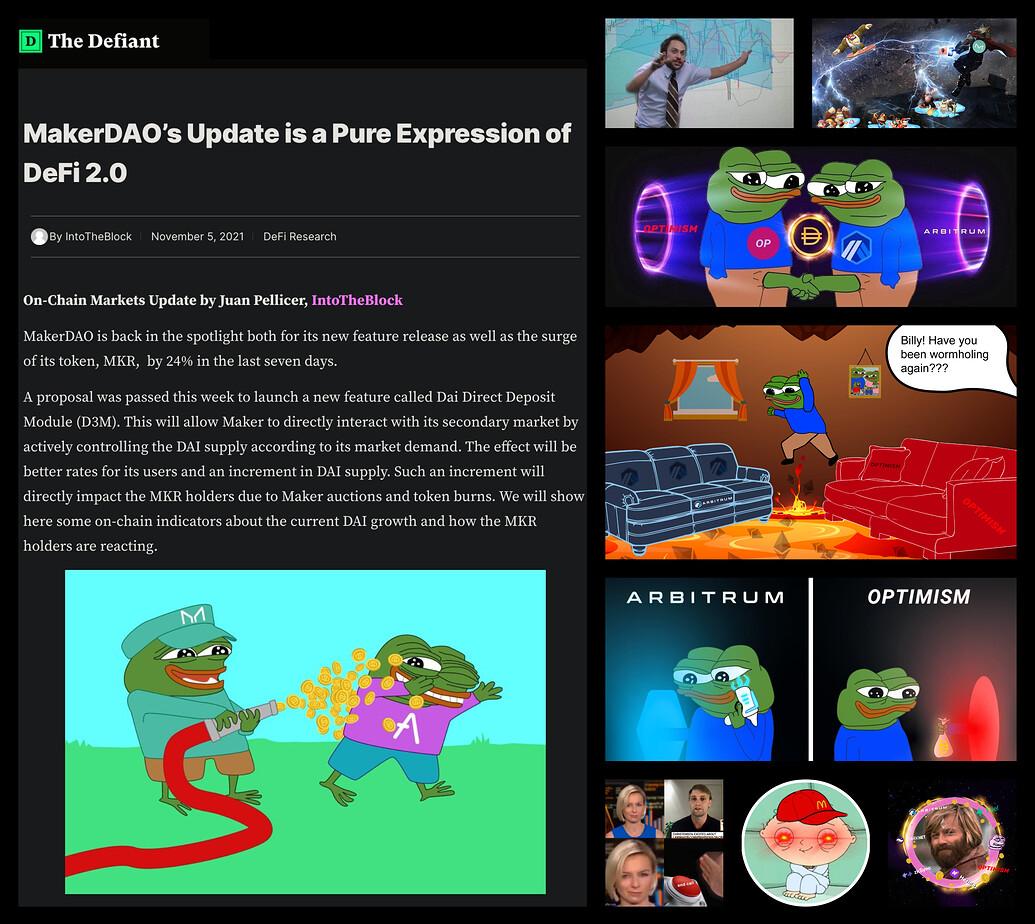 D The Defiant
MakerDAO’s Update is a Pure Expression of
DeFi 2.0
By IntoTheBlock November 5, 2021 DeFi Research
On-Chain Markets Update by Juan Pellicer, IntoTheBlock
MakerDAO is back in the spotlight both for its new feature release as well as the surge
of its token, MKR, by 24% in the last seven days.
A proposal was passed this week to launch a new feature called Dai Direct Deposit
Module (D3M). This will allow Maker to directly interact with its secondary market by
actively controlling the DAI supply according to its market demand. The effect will be
better rates for its users and an increment in DAI supply. Such an increment will
directly impact the MKR holders due to Maker auctions and token burns. We will show
here some on-chain indicators about the current DAI growth and how the MKR
holders are reacting.
OPTIMISM
OP
ARBITRUM
Billy! Have you
been wormholing
again???
ARBITRUM
OPTIMISM
OPTIMISM
ARBITRUM
OPTIMISM
end call
ARBITRUM
OPTIMISM